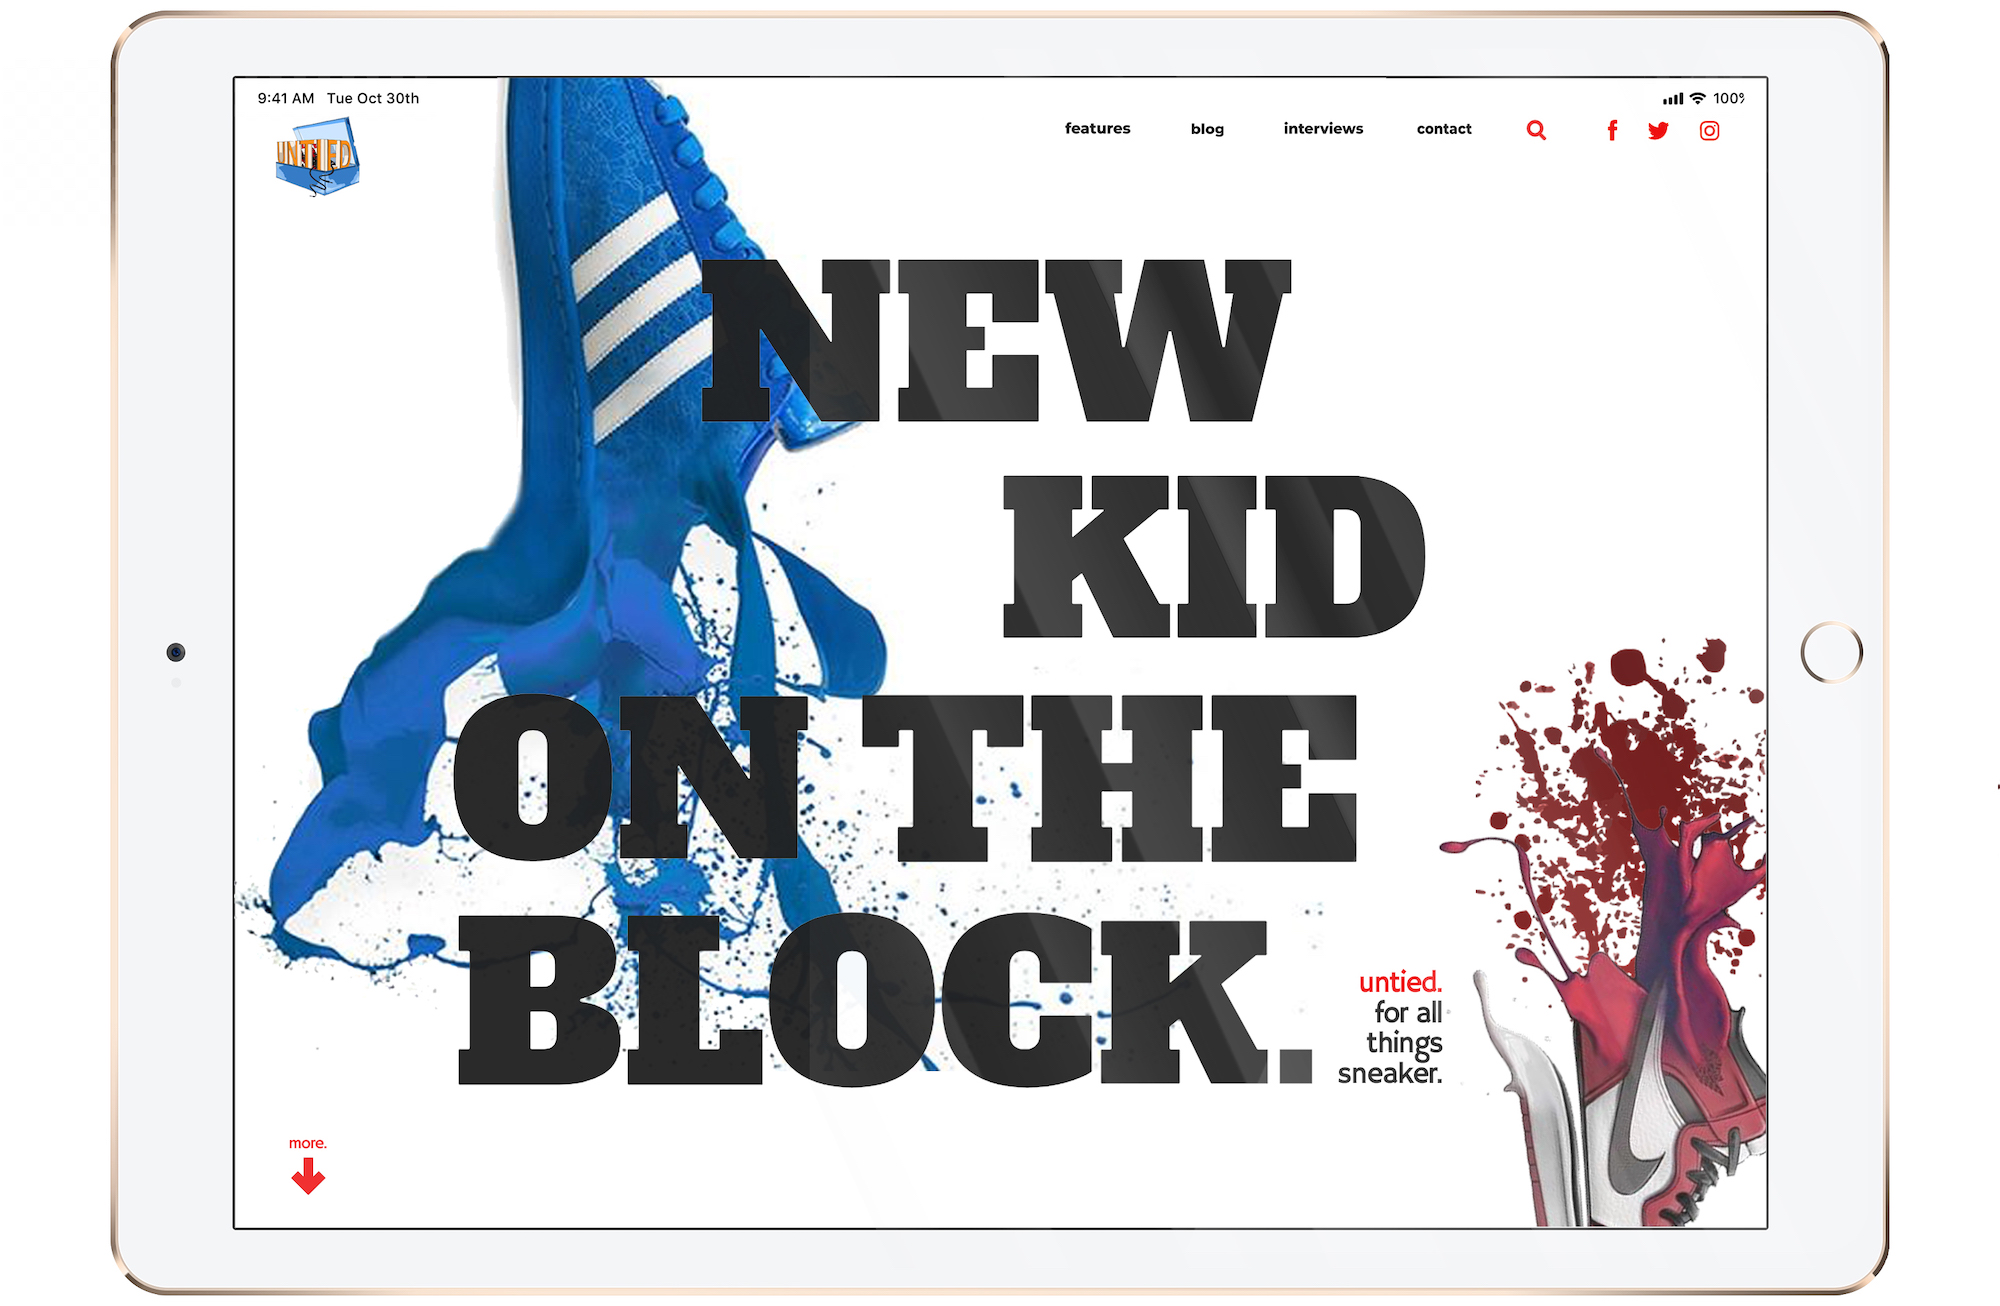 9:41 AM Tue Oct 30th
100%
UNTIED
features blog interviews contact
NEW
KID
ON THE
BLOCK.
untied.
for all
things
sneaker.
more.